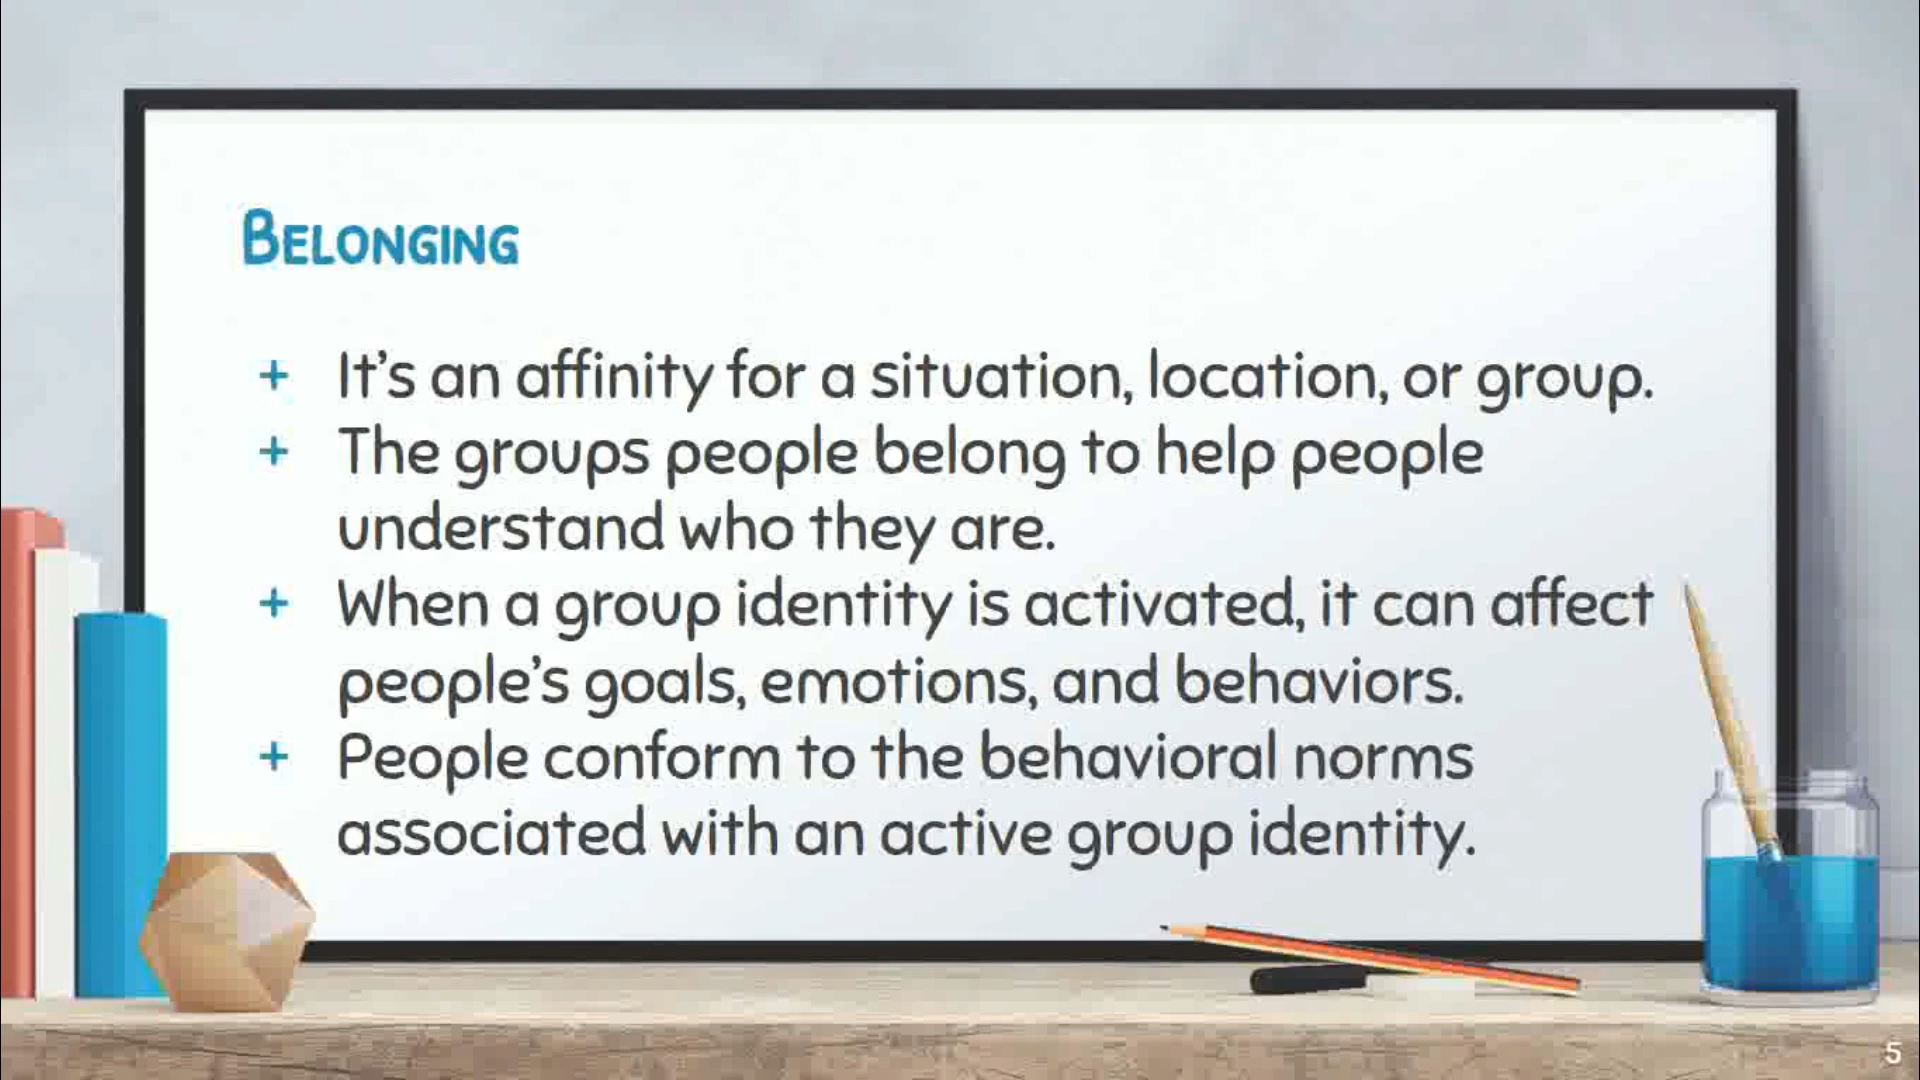 Belonging
+ It's an affinity for a situation, location, or group.
+ The groups people belong to help people
understand who they are.
+ When a group identity is activated, it can affect
people's goals, emotions, and behaviors.
+ People conform to the behavioral norms
associated with an active group identity.
5